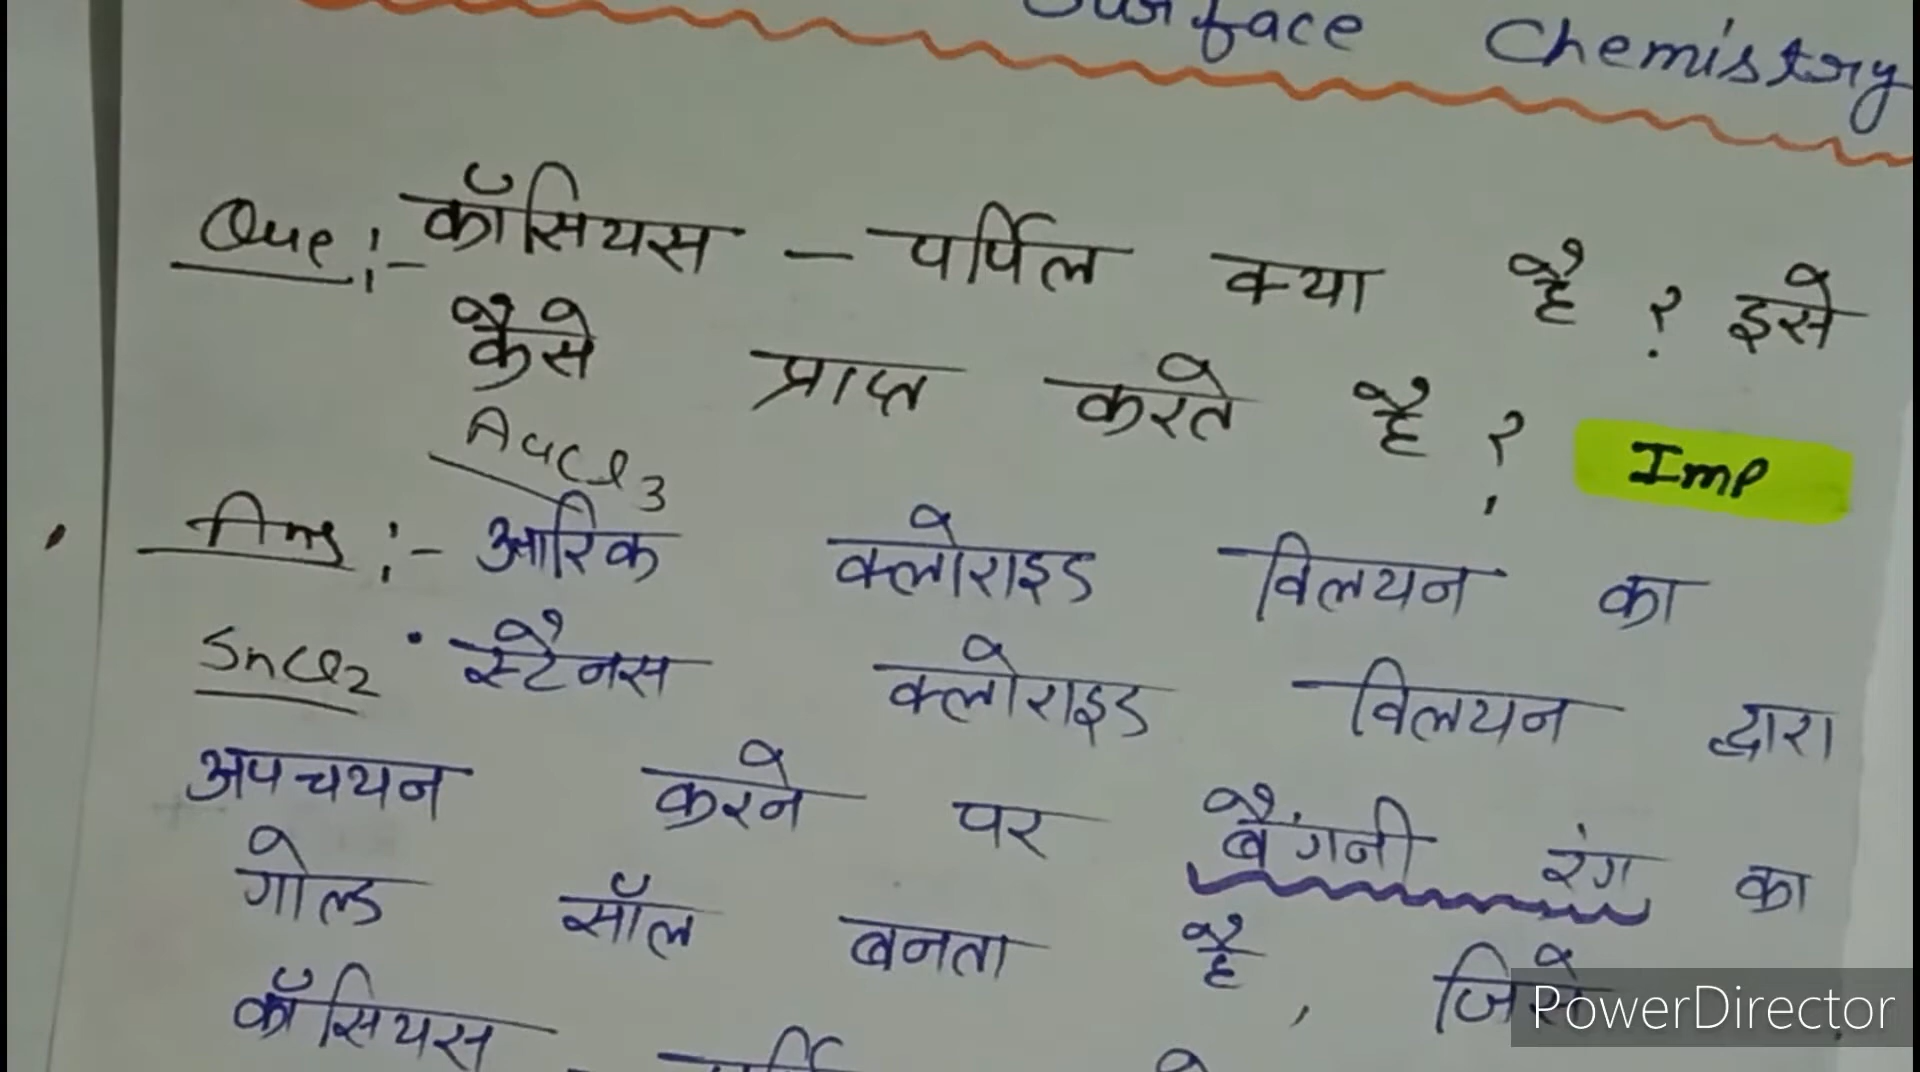 Surface Chemistry
Que :- कॉसियस - पर्पिल क्या है ? इसे
कैसे प्राप्त करते है ? Imp
AuCl3
Ans :- आरिक क्लोराइड विलयन का
SnCl2 · स्टैनस क्लोराइड विलयन द्वारा
अपचयन करने पर बैंगनी रंग का
गोल्ड सॉल बनता है , जिसे
कॉसियस
PowerDirector